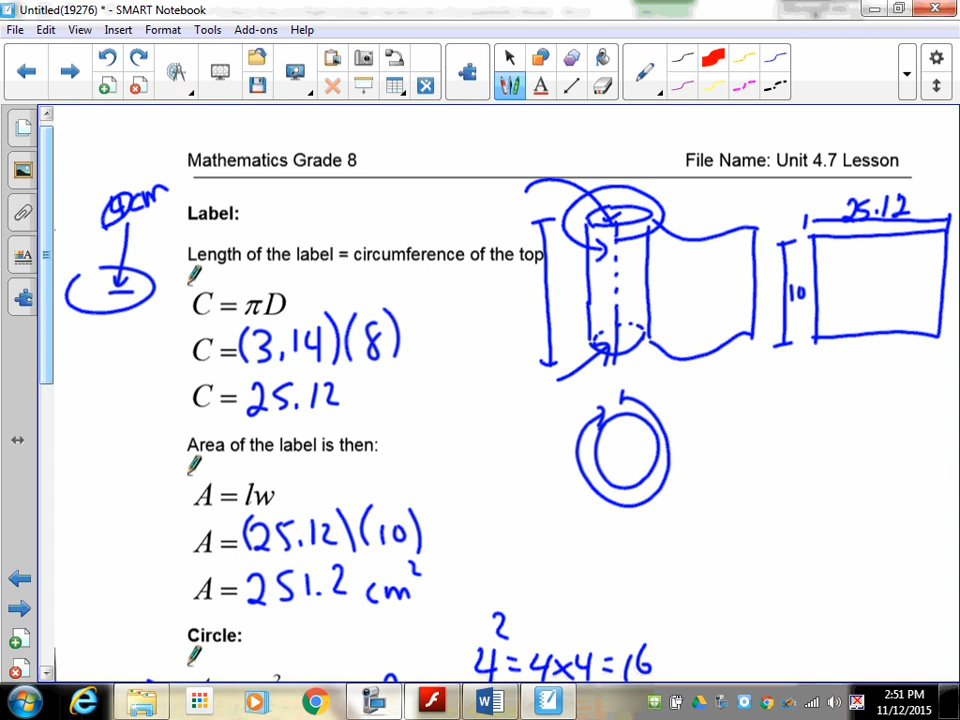 Untitled(19276) * - SMART Notebook
File Edit View Insert Format Tools Add-ons Help
Mathematics Grade 8 File Name: Unit 4.7 Lesson
4cm
Label:
25.12
Length of the label = circumference of the top
C = πD
10
C = (3.14)(8)
C = 25.12
Area of the label is then:
A = lw
A = (25.12)(10)
A = 251.2 cm²
Circle:
4² = 4x4 = 16
2:51 PM
11/12/2015